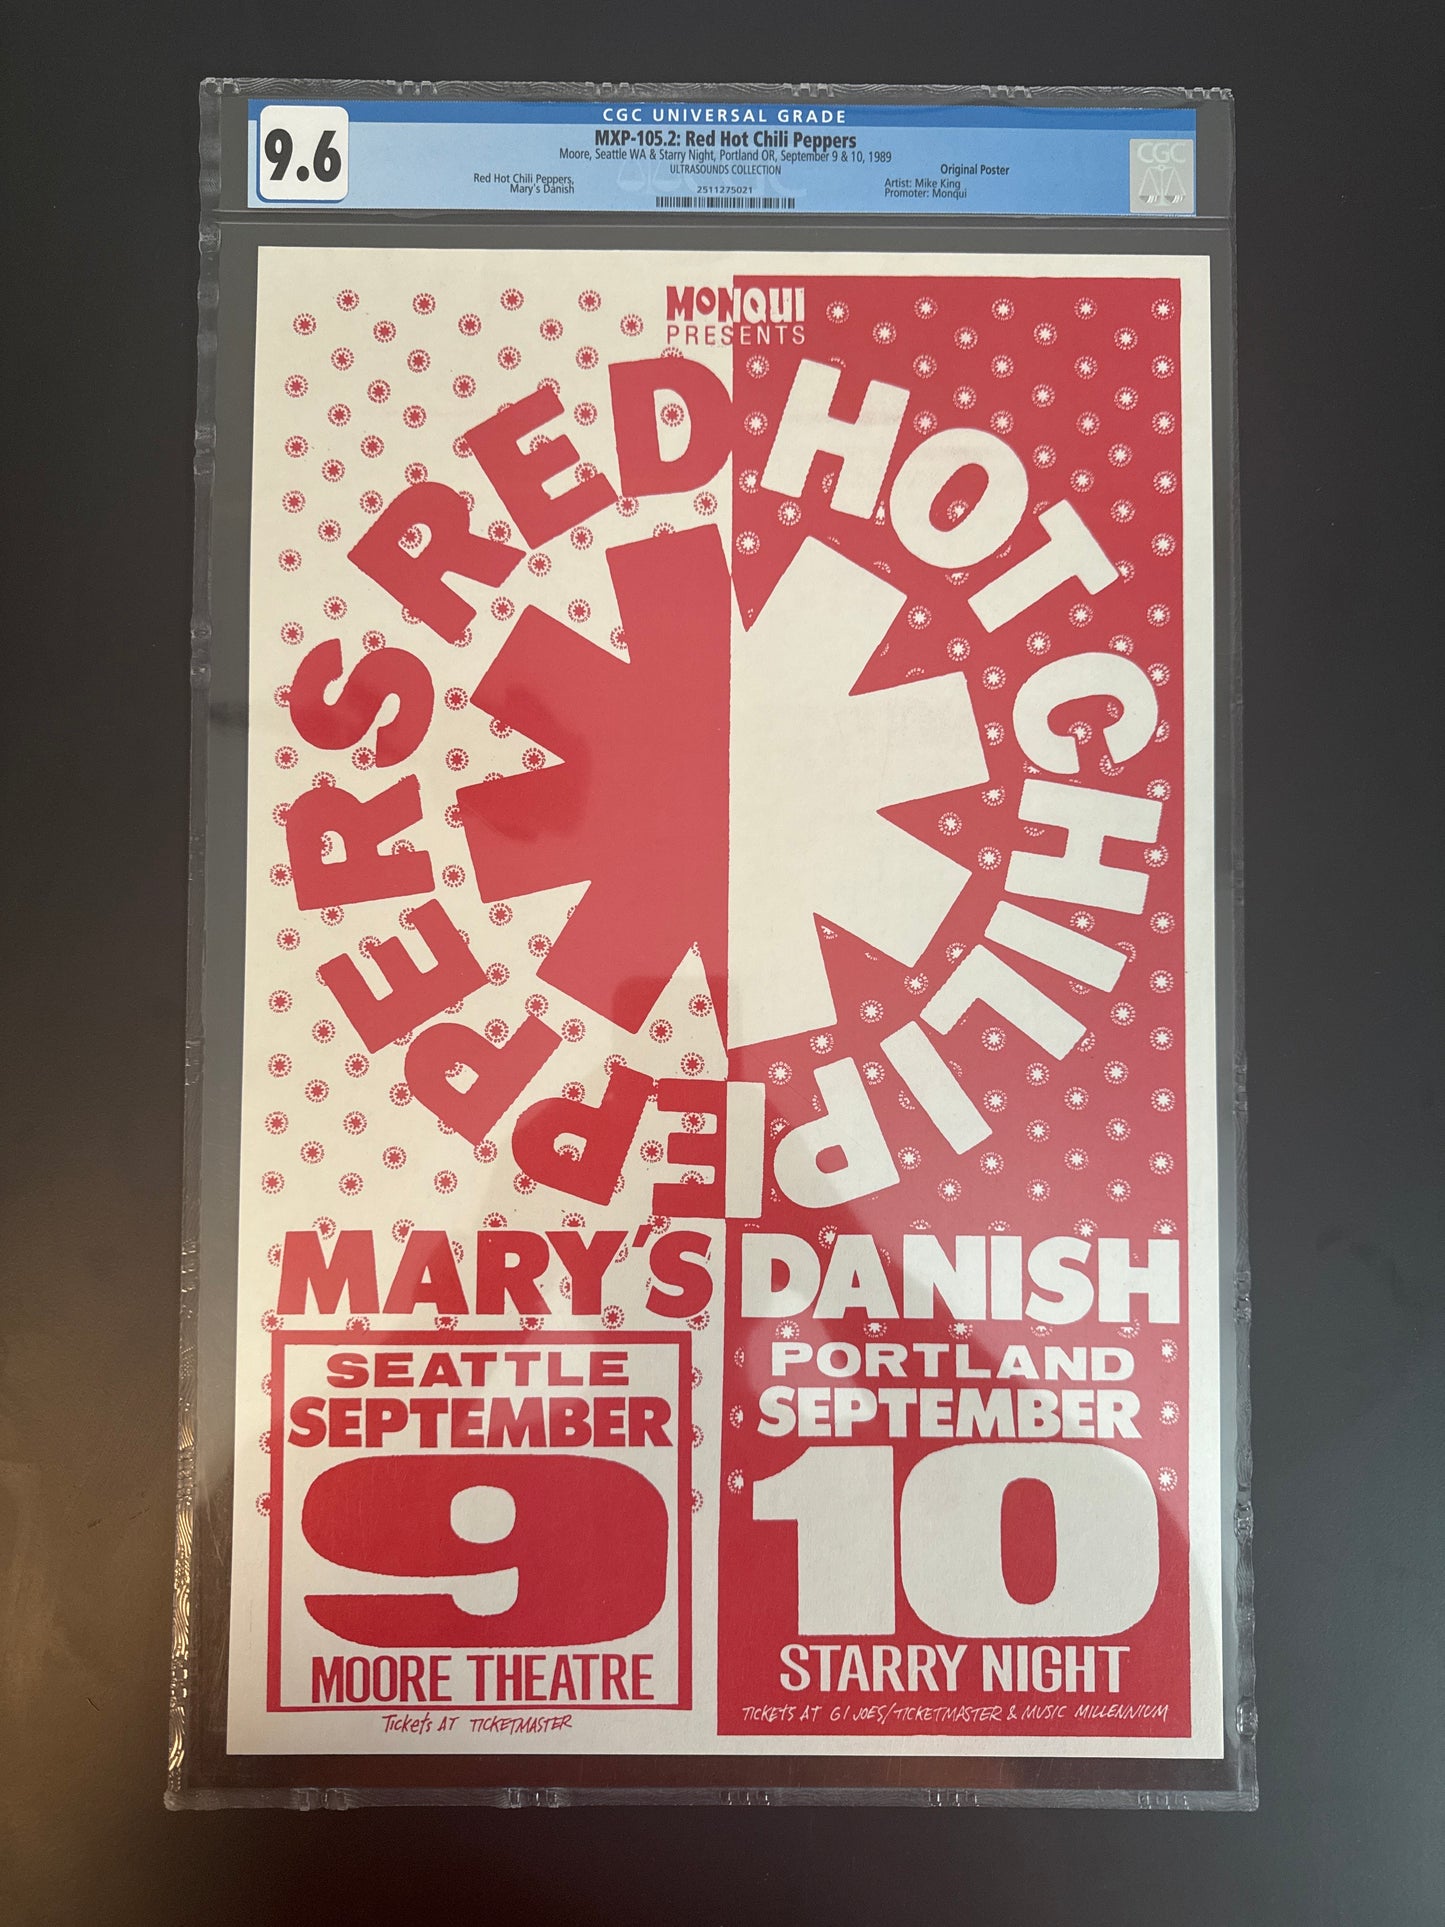 CGC UNIVERSAL GRADE
9.6
MXP-105.2: Red Hot Chili Peppers
Moore, Seattle WA & Starry Night, Portland OR, September 9 & 10, 1989
ULTRASOUNDS COLLECTION
Original Poster
Red Hot Chili Peppers,
Mary's Danish
2511275021
Artist: Mike King
Promoter: Monqui
CGC
MONQUI
PRESENTS
RED HOT CHILI PEPPERS
MARY'S DANISH
SEATTLE
SEPTEMBER
9
MOORE THEATRE
TICKETS AT TICKETMASTER
PORTLAND
SEPTEMBER
10
STARRY NIGHT
TICKETS AT GI JOES/TICKETMASTER & MUSIC MILLENNIUM